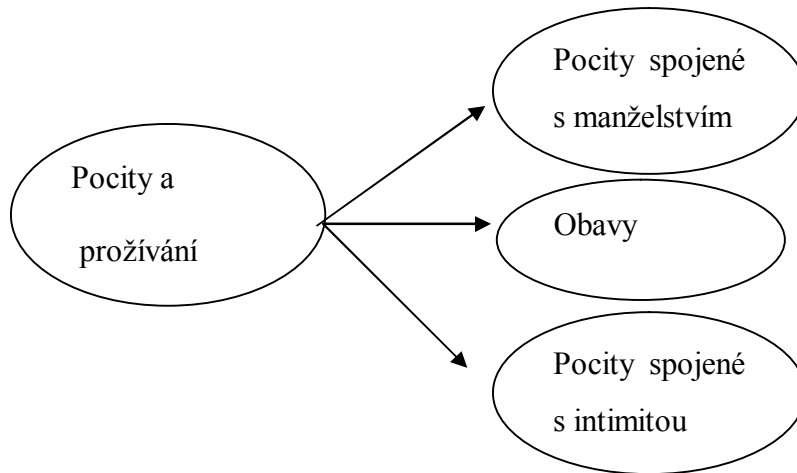 Pocity a
prožívání
Pocity spojené
s manželstvím
Obavy
Pocity spojené
s intimitou